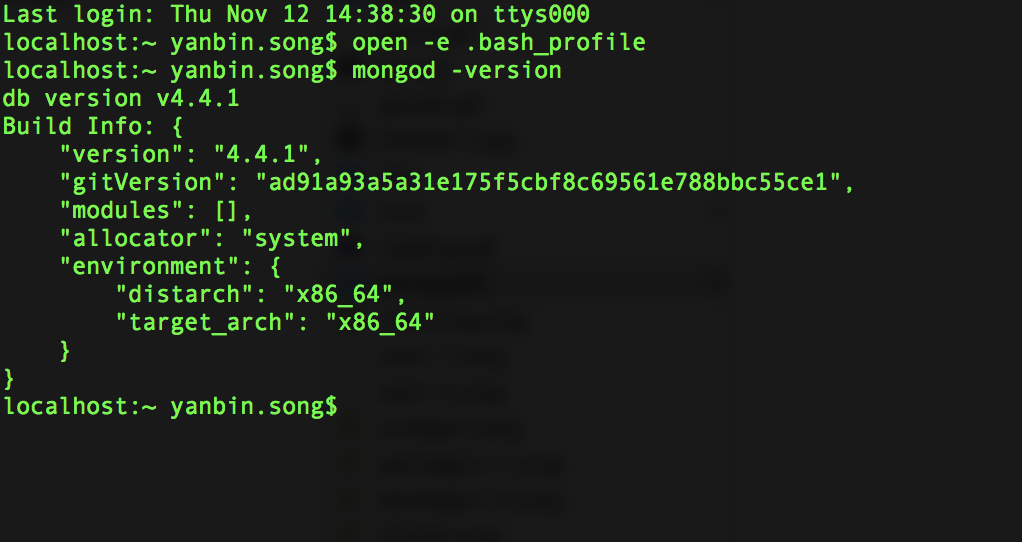 Last login: Thu Nov 12 14:38:30 on ttys000
localhost:~ yanbin.song$ open -e .bash_profile
localhost:~ yanbin.song$ mongod -version
db version v4.4.1
Build Info: {
    "version": "4.4.1",
    "gitVersion": "ad91a93a5a31e175f5cbf8c69561e788bbc55ce1",
    "modules": [],
    "allocator": "system",
    "environment": {
        "distarch": "x86_64",
        "target_arch": "x86_64"
    }
}
localhost:~ yanbin.song$